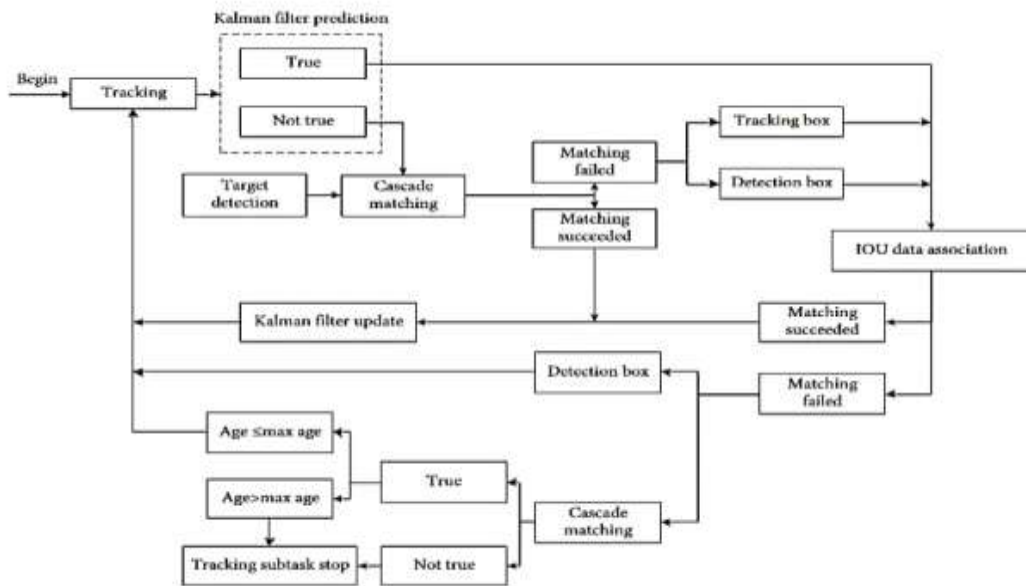 Kalman filter prediction
True
Begin
Tracking
Not true
Tracking box
Matching
failed
Target
detection
Cascade
matching
Detection box
Matching
succeeded
IOU data association
Kalman filter update
Matching
succeeded
Detection box
Matching
failed
Age ≤max age
True
Age>max age
Cascade
matching
Tracking subtask stop
Not true